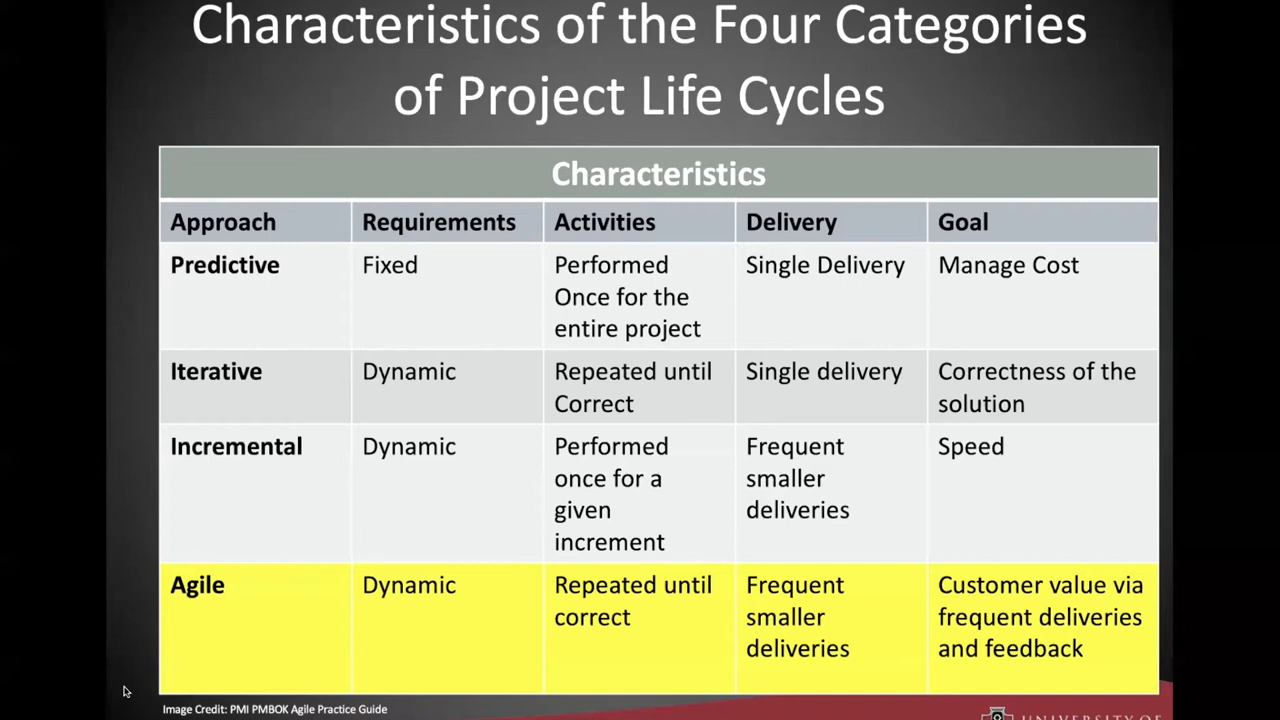 Characteristics of the Four Categories
of Project Life Cycles
Characteristics
Approach Requirements Activities Delivery Goal
Predictive Fixed Performed Single Delivery Manage Cost
Once for the
entire project
Iterative Dynamic Repeated until Single delivery Correctness of the
Correct solution
Incremental Dynamic Performed Frequent Speed
once for a smaller
given deliveries
increment
Agile Dynamic Repeated until Frequent Customer value via
correct smaller frequent deliveries
deliveries and feedback
Image Credit: PMI PMBOK Agile Practice Guide
UNIVERSITY OF